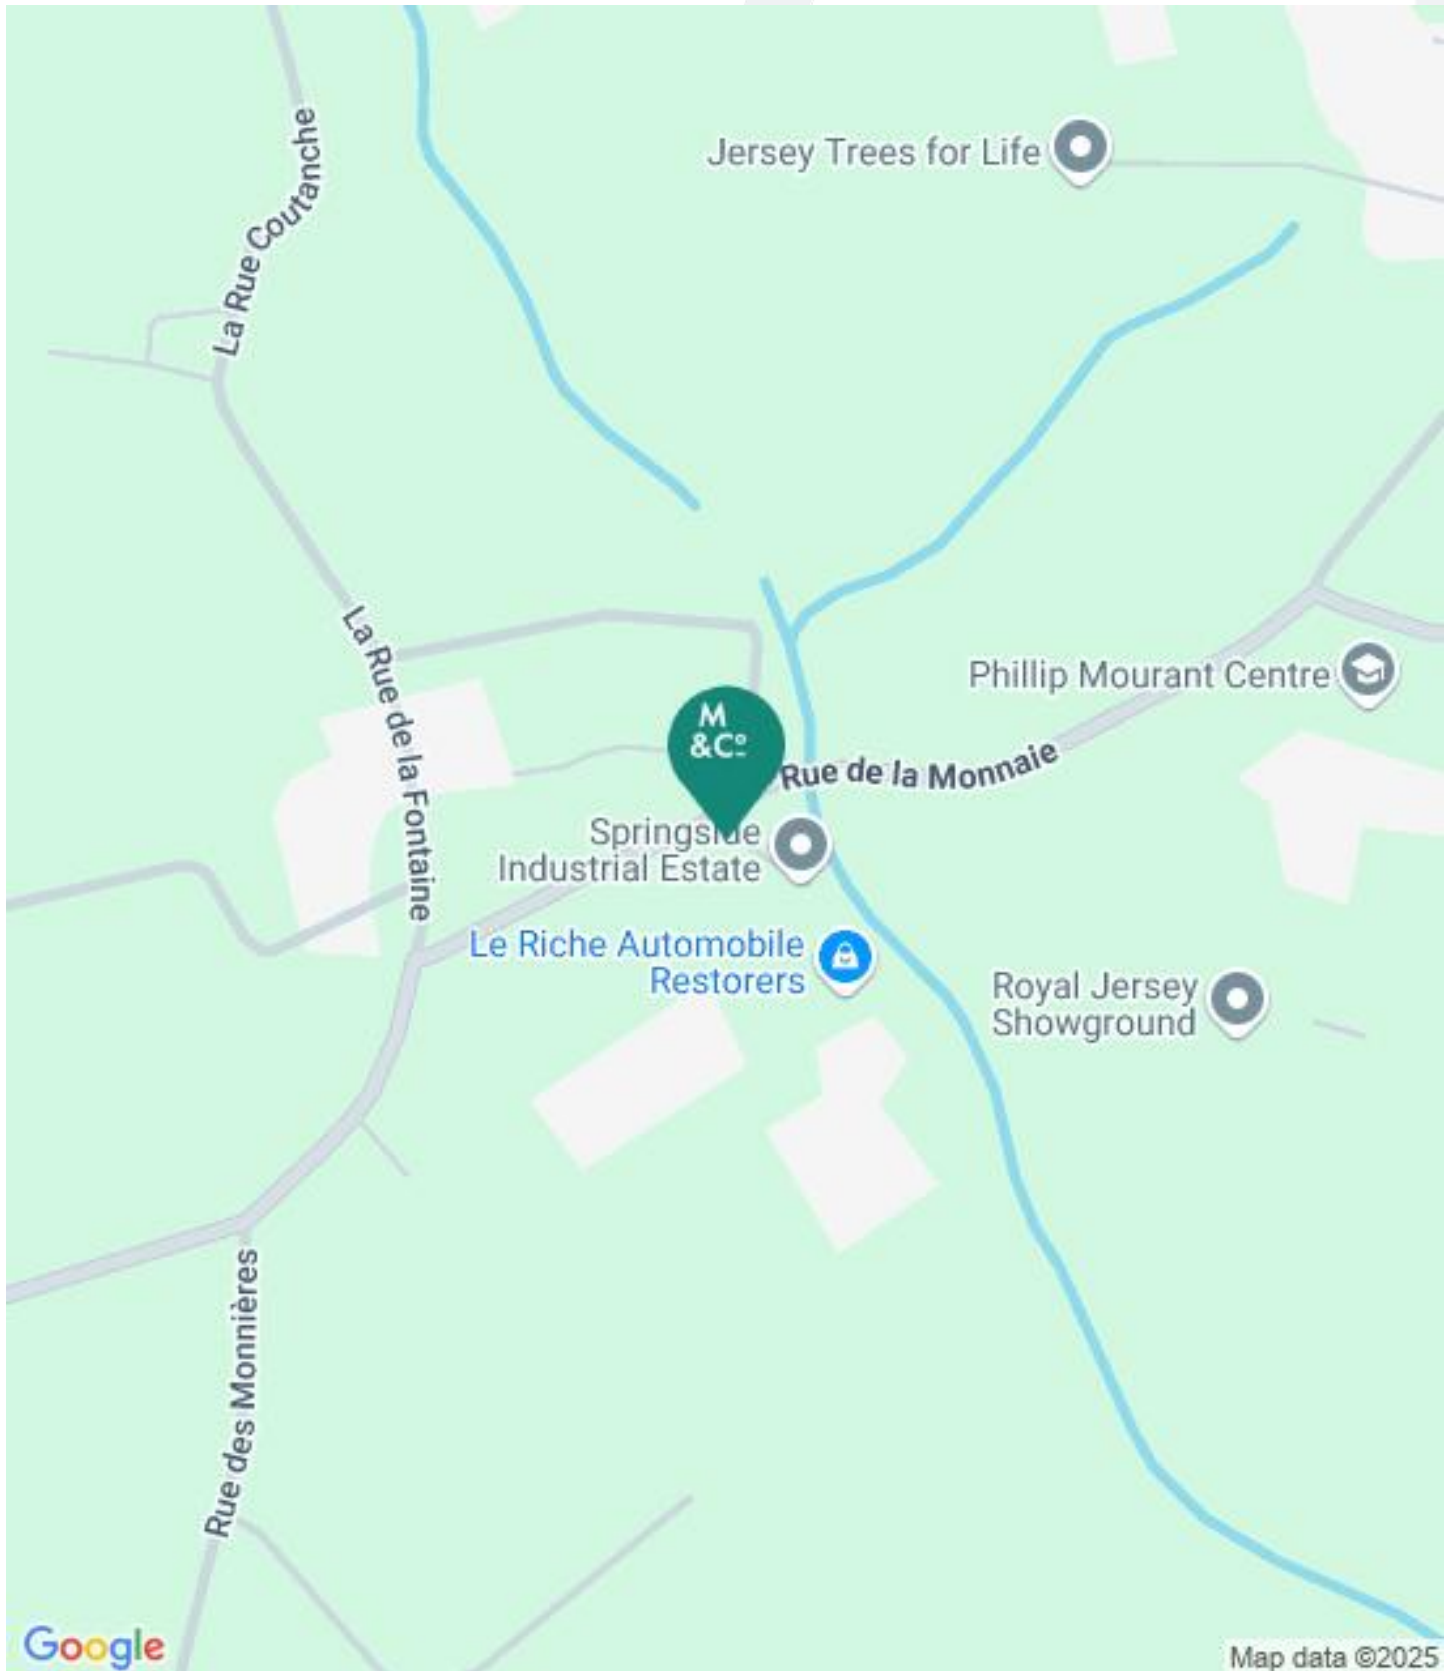 La Rue Coutanche
Jersey Trees for Life
La Rue de la Fontaine
Phillip Mourant Centre
M
&Cº
Rue de la Monnaie
Springside
Industrial Estate
Le Riche Automobile
Restorers
Royal Jersey
Showground
Rue des Monnières
Google
Map data ©2025